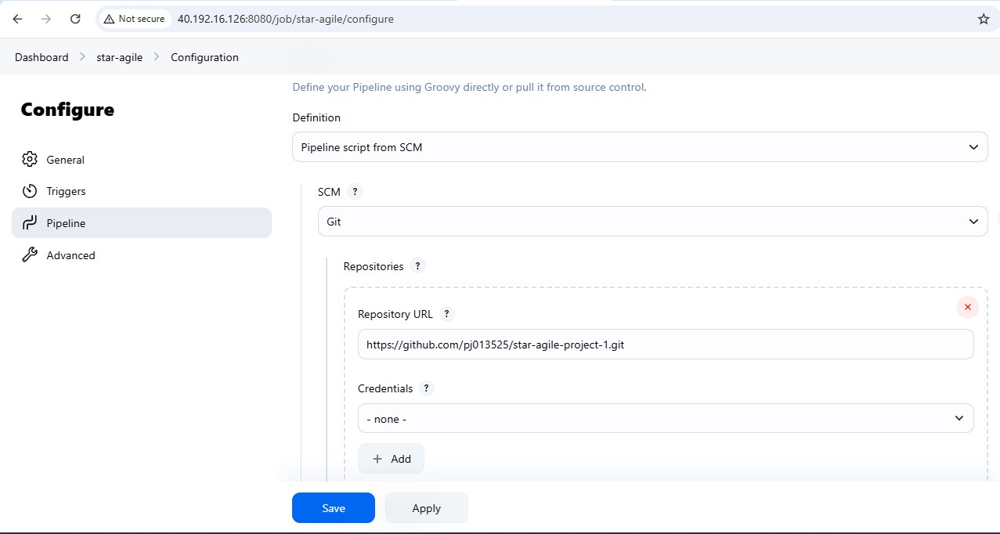 Not secure 40.192.16.126:8080/job/star-agile/configure
Dashboard star-agile Configuration
Configure
General
Triggers
Pipeline
Advanced
Define your Pipeline using Groovy directly or pull it from source control.
Definition
Pipeline script from SCM
SCM ?
Git
Repositories ?
Repository URL ?
https://github.com/pj013525/star-agile-project-1.git
Credentials ?
- none -
+ Add
Save Apply